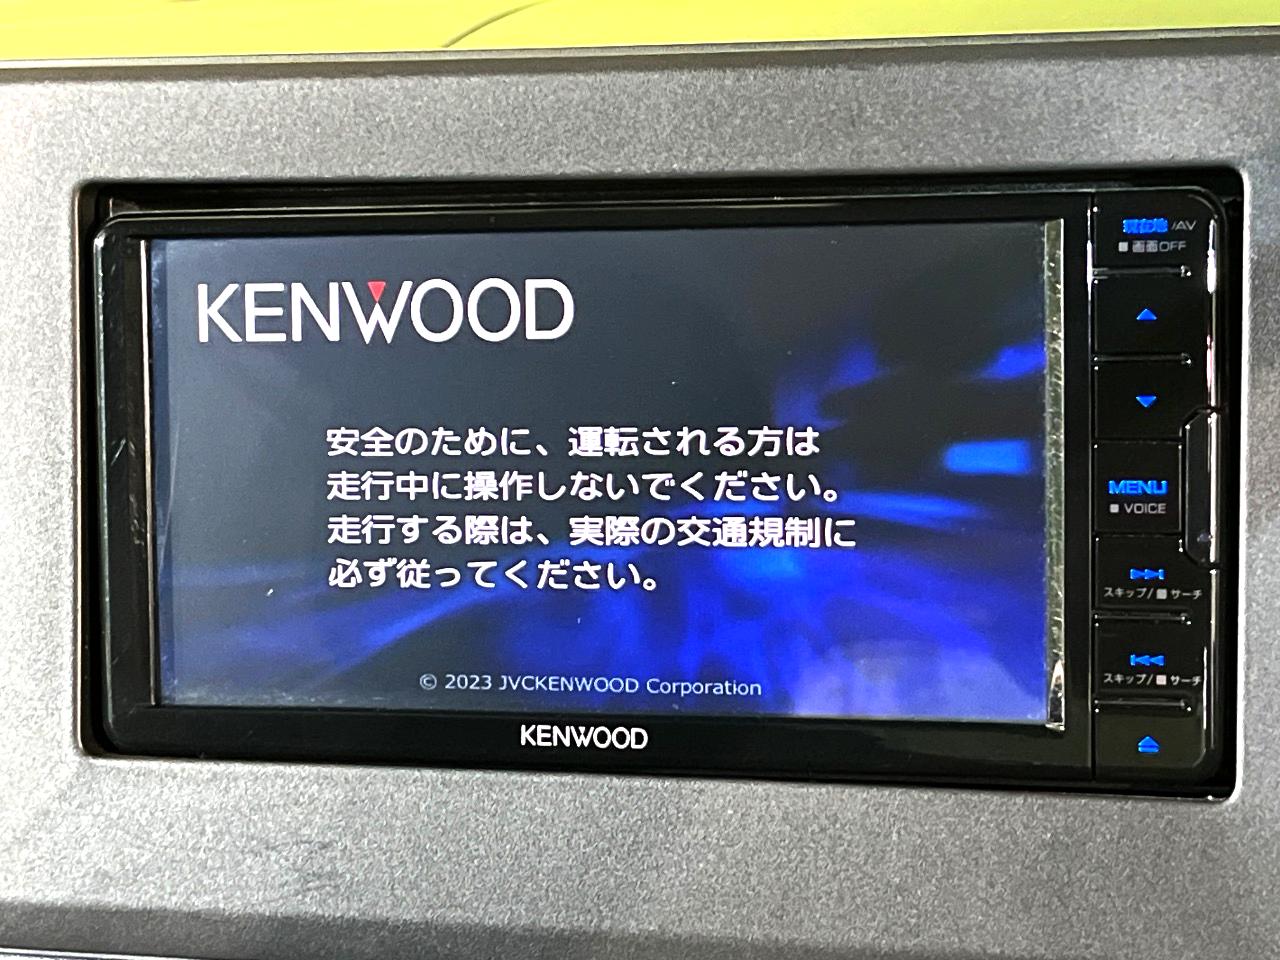 KENWOOD
安全のために、運転される方は
走行中に操作しないでください。
走行する際は、実際の交通規制に
必ず従ってください。
© 2023 JVCKENWOOD Corporation
KENWOOD
現在地/AV
■ 画面OFF
MENU
■ VOICE
スキップ/■ サーチ
スキップ/■ サーチ